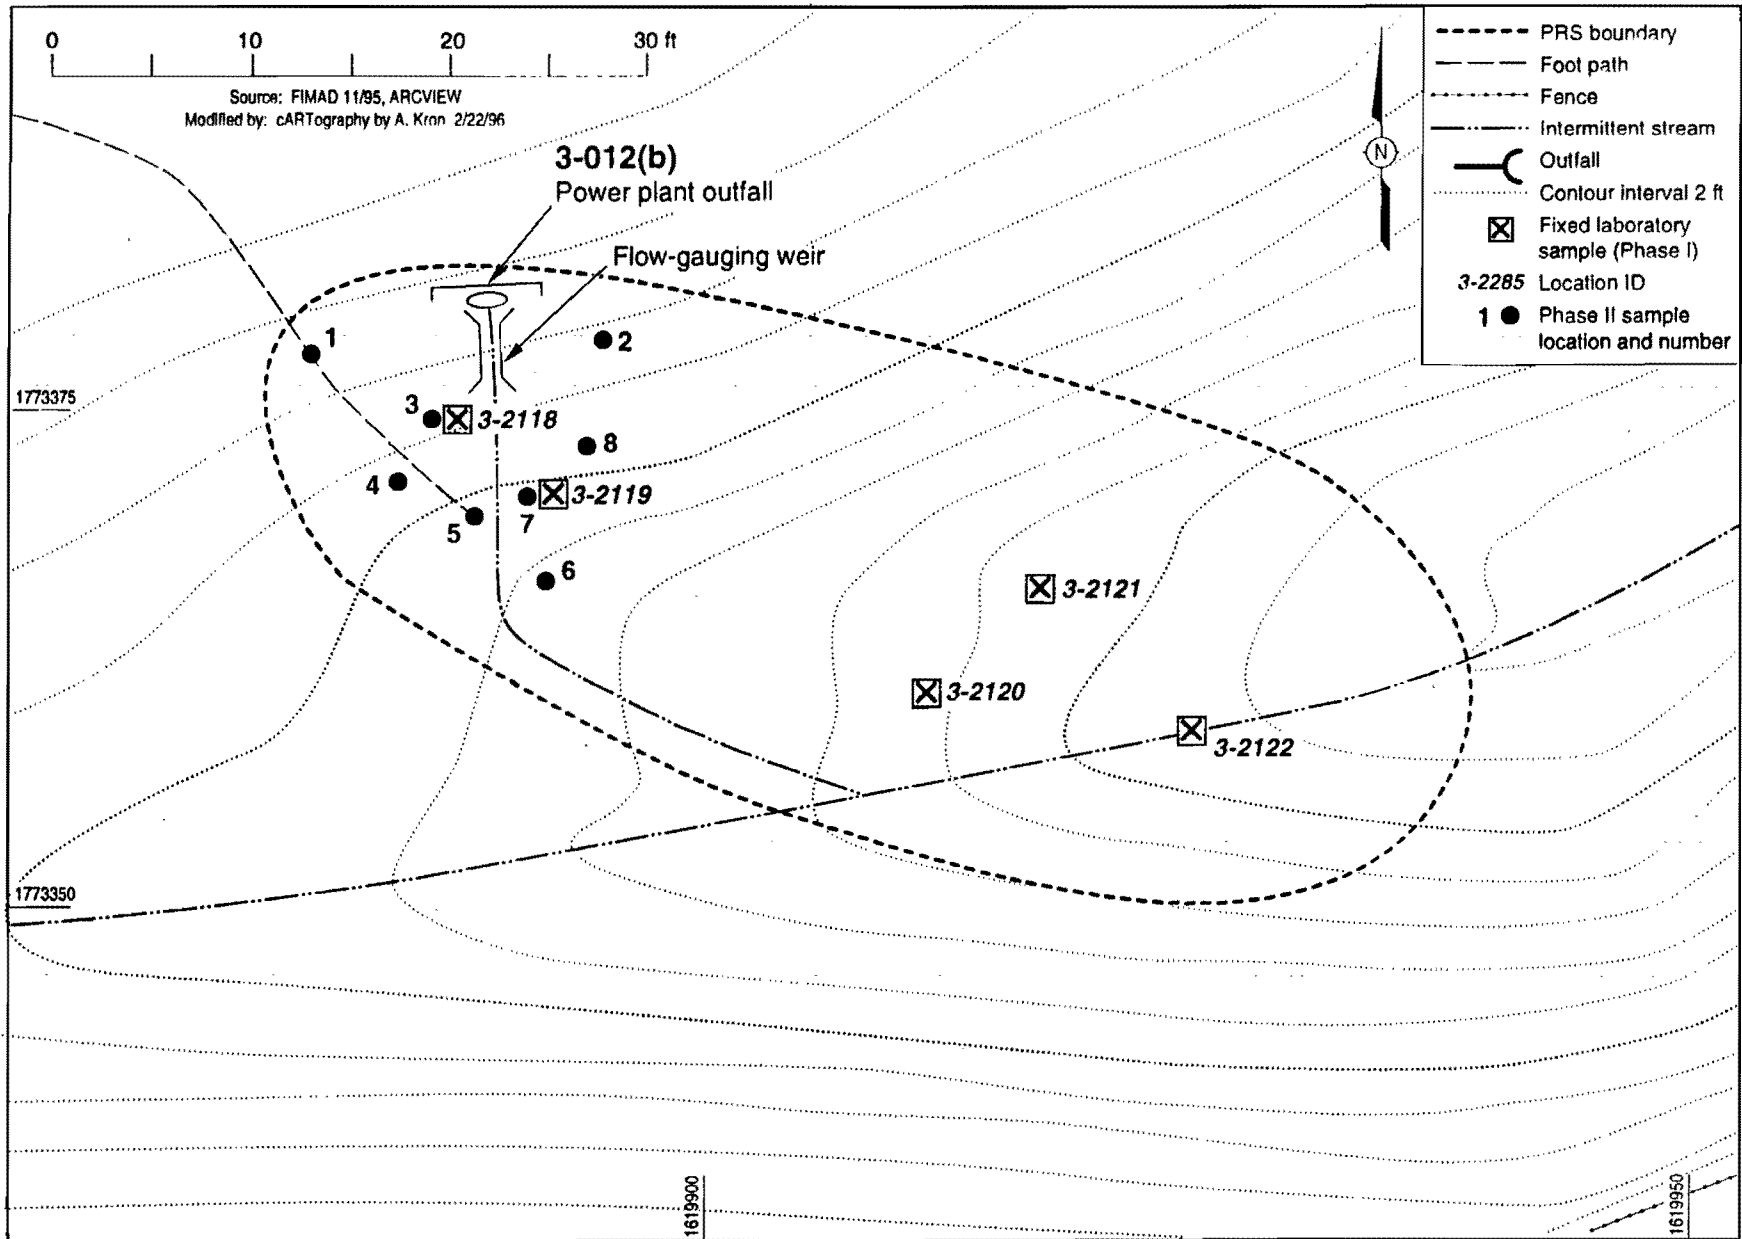 0 10 20 30 ft
Source: FIMAD 11/95, ARCVIEW
Modified by: cARTography by A. Kron 2/22/96
3-012(b)
Power plant outfall
Flow-gauging weir
N
PRS boundary
Foot path
Fence
Intermittent stream
Outfall
Contour interval 2 ft
Fixed laboratory
sample (Phase I)
3-2285 Location ID
1 Phase II sample
location and number
1
2
1773375
3
3-2118
8
4
3-2119
5
7
6
3-2121
3-2120
3-2122
1773350
1619900
1619950